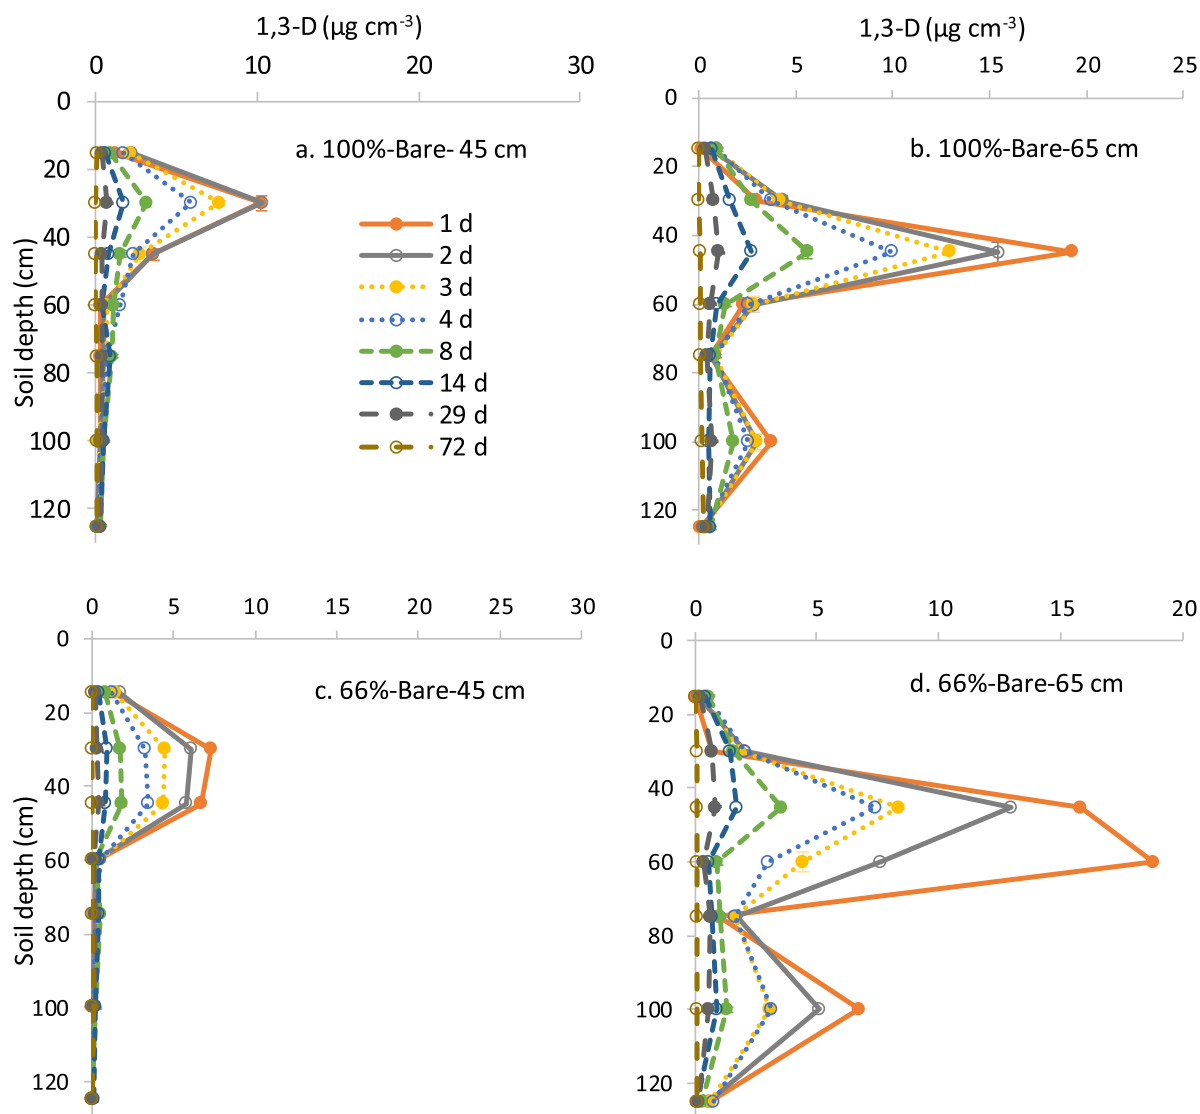 1,3-D (µg cm⁻³)
0 10 20 30
0
20
40
60
80
100
120
Soil depth (cm)
a. 100%-Bare- 45 cm
1 d
2 d
3 d
4 d
8 d
14 d
29 d
72 d
1,3-D (µg cm⁻³)
0 5 10 15 20 25
0
20
40
60
80
100
120
b. 100%-Bare-65 cm
0 5 10 15 20 25 30
0
20
40
60
80
100
120
Soil depth (cm)
c. 66%-Bare-45 cm
0 5 10 15 20
0
20
40
60
80
100
120
d. 66%-Bare-65 cm